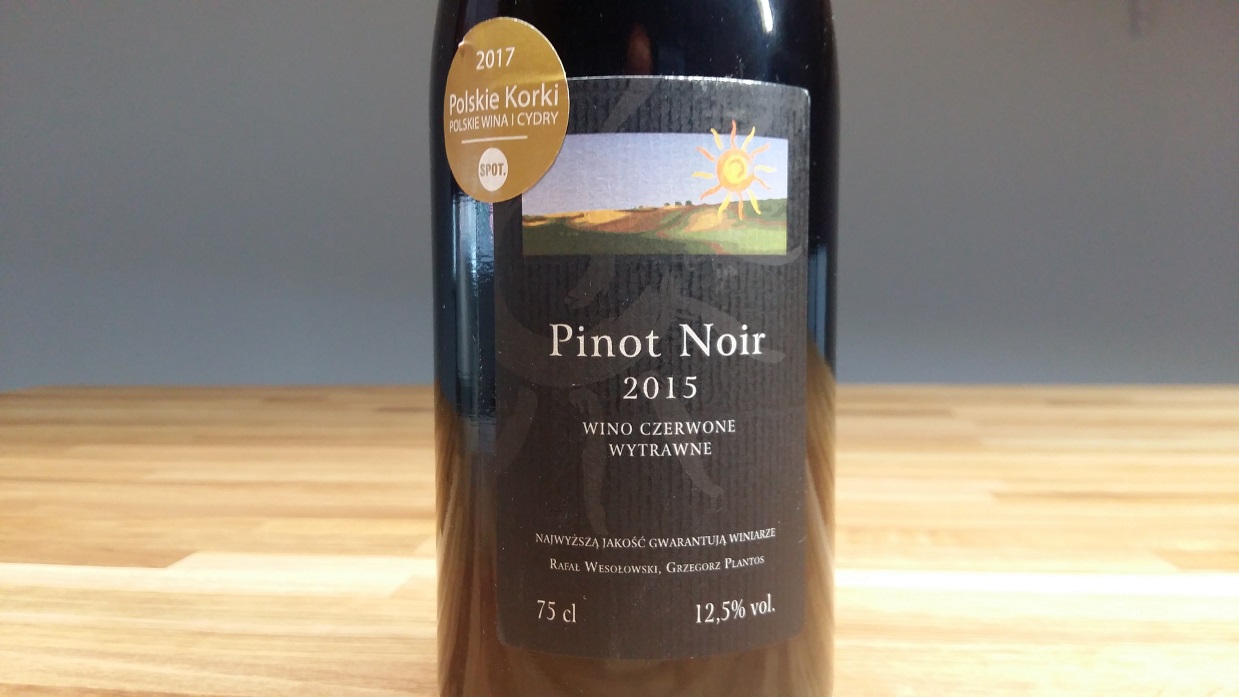 2017
Polskie Korki
POLSKIE WINA I CYDRY
SPOT.
Pinot Noir
2015
WINO CZERWONE
WYTRAWNE
NAJWYŻSZĄ JAKOŚĆ GWARANTUJĄ WINIARZE
RAFAŁ WESOŁOWSKI, GRZEGORZ PLANTOS
75 cl
12,5% vol.